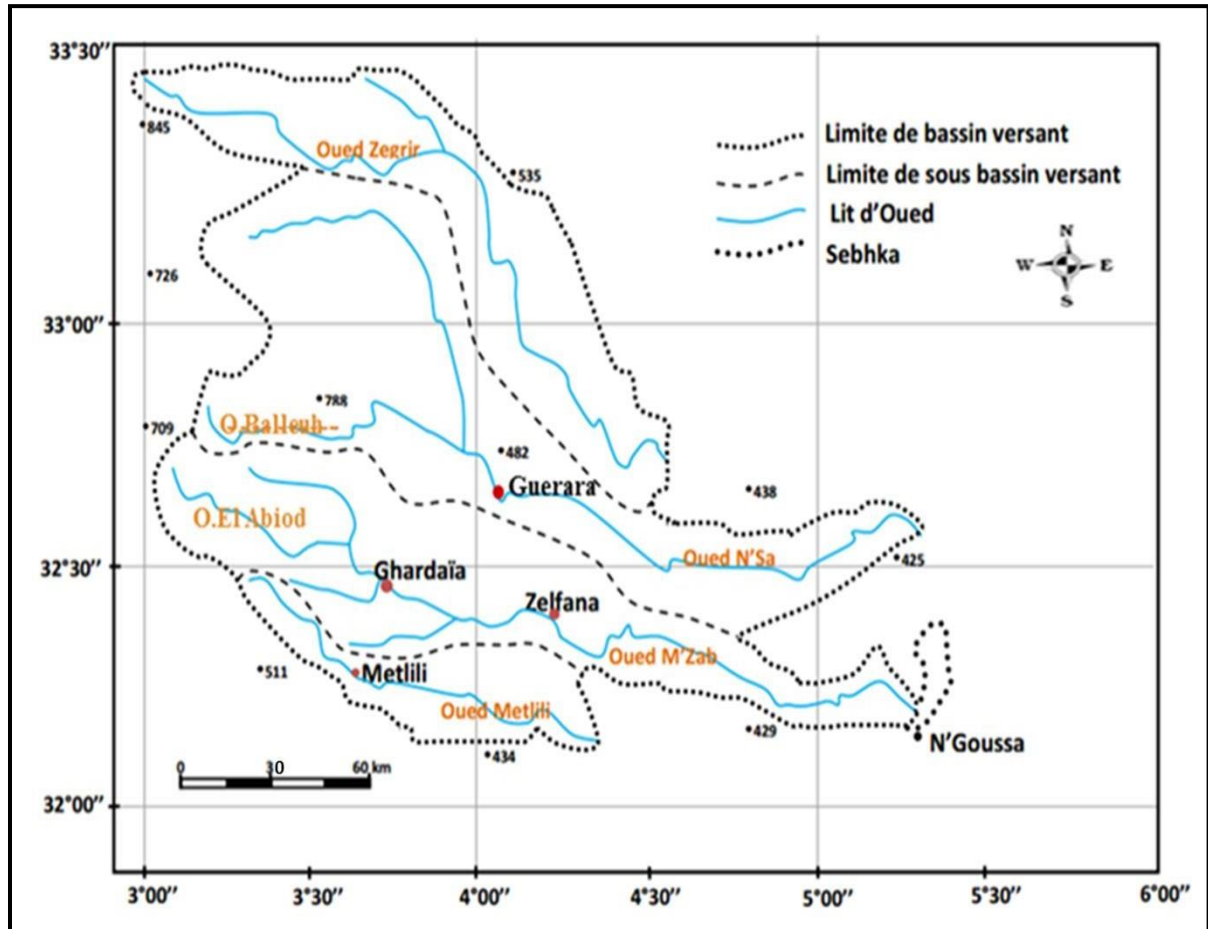 33°30’’
845
Oued Zegrir
535
Limite de bassin versant
Limite de sous bassin versant
Lit d’Oued
Sebhka
N
W
E
S
726
33°00’’
788
709
O.Ballouh
482
Guerara
438
O.El Abiod
Oued N’Sa
425
32°30’’
Ghardaïa
Zelfana
Oued M’Zab
511
Metlili
Oued Metlili
429
N’Goussa
434
0
30
60 km
32°00’’
3°00’’
3°30’’
4°00’’
4°30’’
5°00’’
5°30’’
6°00’’